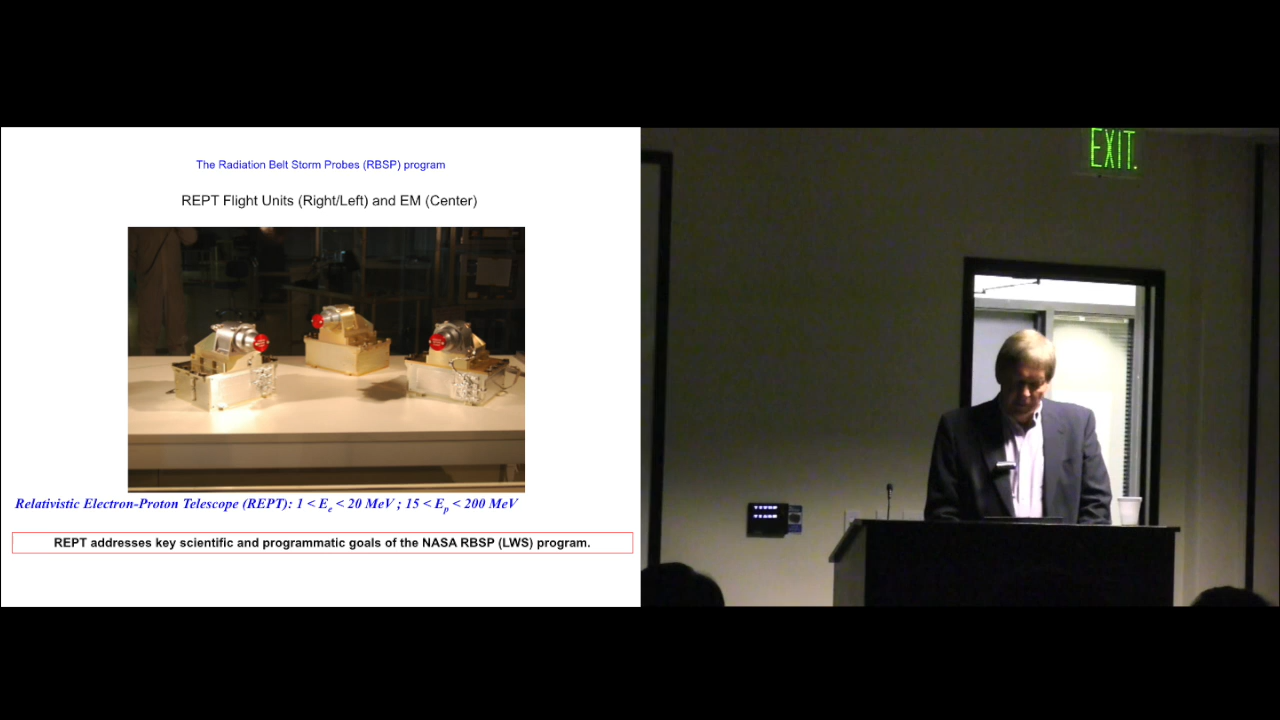 The Radiation Belt Storm Probes (RBSP) program
REPT Flight Units (Right/Left) and EM (Center)
Relativistic Electron-Proton Telescope (REPT): 1 < Ee < 20 MeV ; 15 < Ep < 200 MeV
REPT addresses key scientific and programmatic goals of the NASA RBSP (LWS) program.
EXIT